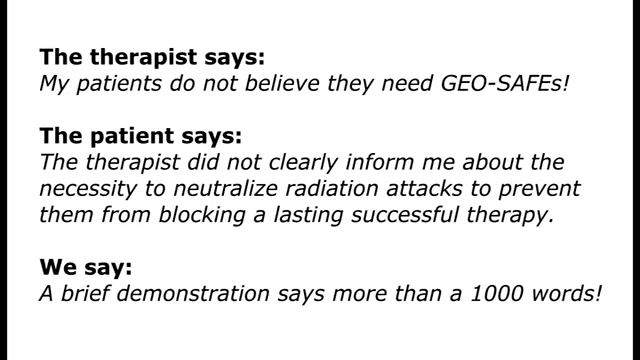 The therapist says:
My patients do not believe they need GEO-SAFEs!
The patient says:
The therapist did not clearly inform me about the
necessity to neutralize radiation attacks to prevent
them from blocking a lasting successful therapy.
We say:
A brief demonstration says more than a 1000 words!